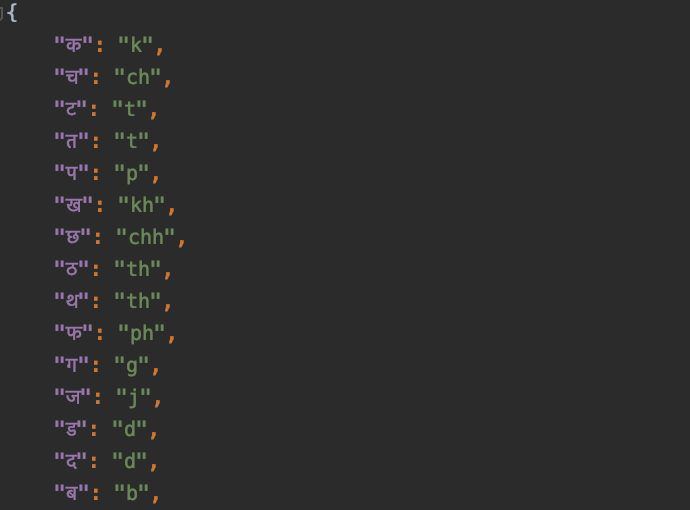 {
"क": "k",
"च": "ch",
"ट": "t",
"त": "t",
"प": "p",
"ख": "kh",
"छ": "chh",
"ठ": "th",
"थ": "th",
"फ": "ph",
"ग": "g",
"ज": "j",
"ड": "d",
"द": "d",
"ब": "b",